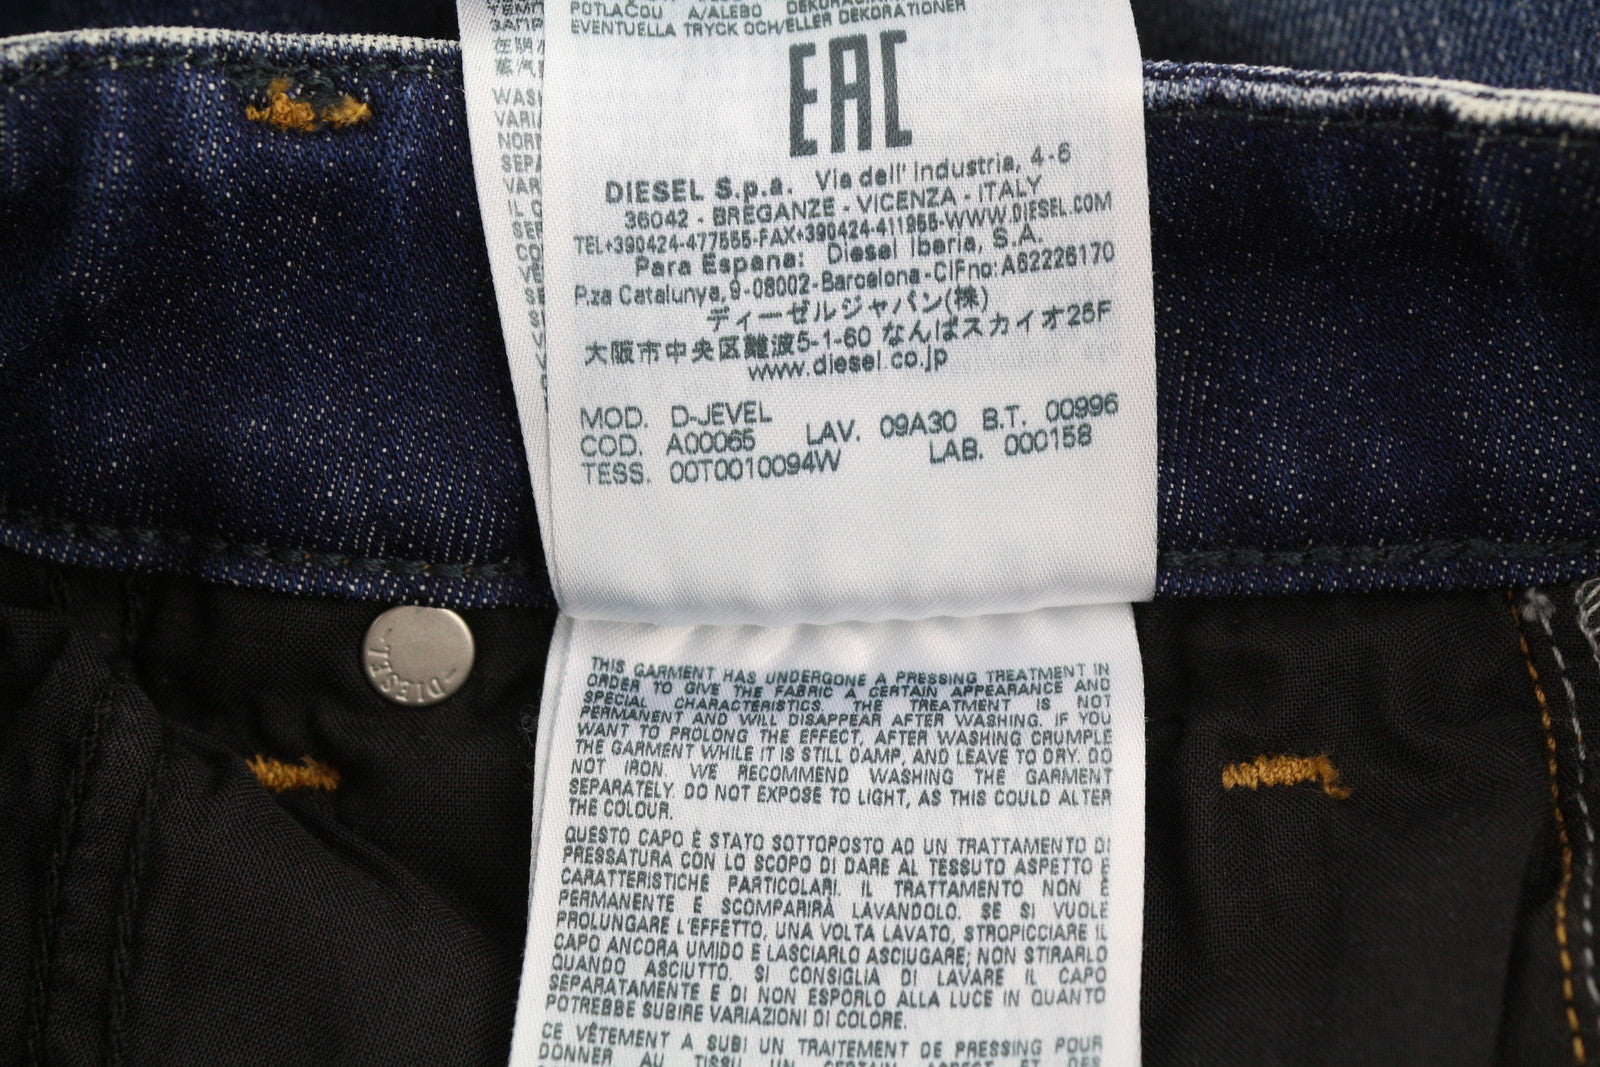 POTLAČOU A/ALEBO
EVENTUELLA TRYCK OCH/ELLER DEKORATIONER
EAC
DIESEL S.p.a. Via dell' Industria, 4-6
36042 - BREGANZE - VICENZA - ITALY
TEL+390424-477555-FAX+390424-411955-WWW.DIESEL.COM
Para Espana: Diesel Iberia, S.A.
P.za Catalunya, 9-08002-Barcelona-CIFno:A62226170
ディーゼルジャパン(株)
大阪市中央区難波5-1-60 なんばスカイオ25F
www.diesel.co.jp
MOD. D-JEVEL
COD. A00065 LAV. 09A30 B.T. 00996
TESS. 00T0010094W LAB. 000158
DIESEL
THIS GARMENT HAS UNDERGONE A PRESSING TREATMENT IN
ORDER TO GIVE THE FABRIC A CERTAIN APPEARANCE AND
SPECIAL CHARACTERISTICS. THE TREATMENT IS NOT
PERMANENT AND WILL DISAPPEAR AFTER WASHING. IF YOU
WANT TO PROLONG THE EFFECT, AFTER WASHING CRUMPLE
THE GARMENT WHILE IT IS STILL DAMP, AND LEAVE TO DRY. DO
NOT IRON. WE RECOMMEND WASHING THE GARMENT
SEPARATELY. DO NOT EXPOSE TO LIGHT, AS THIS COULD ALTER
THE COLOUR.
QUESTO CAPO È STATO SOTTOPOSTO AD UN TRATTAMENTO DI
PRESSATURA CON LO SCOPO DI DARE AL TESSUTO ASPETTO E
CARATTERISTICHE PARTICOLARI. IL TRATTAMENTO NON È
PERMANENTE E SCOMPARIRÀ LAVANDOLO. SE SI VUOLE
PROLUNGARE L'EFFETTO, UNA VOLTA LAVATO, STROPICCIARE IL
CAPO ANCORA UMIDO E LASCIARLO ASCIUGARE; NON STIRARLO
QUANDO ASCIUTTO. SI CONSIGLIA DI LAVARE IL CAPO
SEPARATAMENTE E DI NON ESPORLO ALLA LUCE IN QUANTO
POTREBBE SUBIRE VARIAZIONI DI COLORE.
CE VÊTEMENT A SUBI UN TRAITEMENT DE PRESSING POUR
DONNER AU TISSU UN CERTAIN ASPECT ET DES